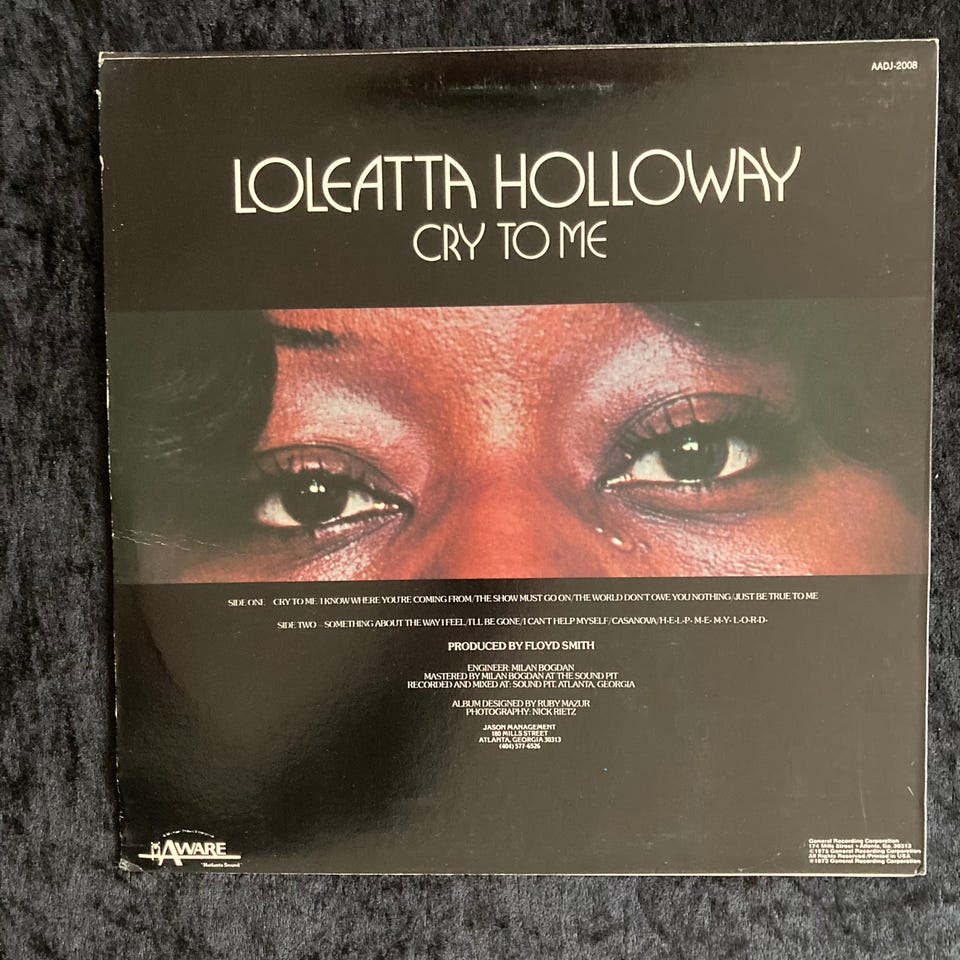 AADJ-2008
LOLEATTA HOLLOWAY
CRY TO ME
SIDE ONE CRY TO ME/I KNOW WHERE YOU'RE COMING FROM/THE SHOW MUST GO ON/THE WORLD DON'T OWE YOU NOTHING/JUST BE TRUE TO ME
SIDE TWO – SOMETHING ABOUT THE WAY I FEEL/I'LL BE GONE/I CAN'T HELP MYSELF/CASANOVA/H-E-L-P- M-E- M-Y- L-O-R-D-
PRODUCED BY FLOYD SMITH
ENGINEER: MILAN BOGDAN
MASTERED BY MILAN BOGDAN AT THE SOUND PIT
RECORDED AND MIXED AT: SOUND PIT, ATLANTA, GEORGIA
ALBUM DESIGNED BY RUBY MAZUR
PHOTOGRAPHY: NICK RIETZ
JASON MANAGEMENT
180 MILLS STREET
ATLANTA, GEORGIA 30313
(404) 577-6526
AWARE
"Hotlanta Sound"
General Recording Corporation
174 Mills Street • Atlanta, Ga. 30313
©1975 General Recording Corporation
All Rights Reserved/Printed in USA
℗1973 General Recording Corporation